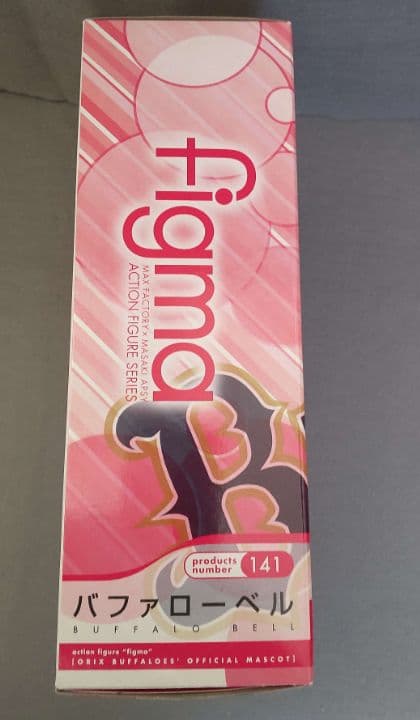 figma
MAX FACTORY × MASAKI APSY
ACTION FIGURE SERIES
B
products
number 141
バファローベル
BUFFALO BELL
action figure "figma"
[ORIX BUFFALOES' OFFICIAL MASCOT]